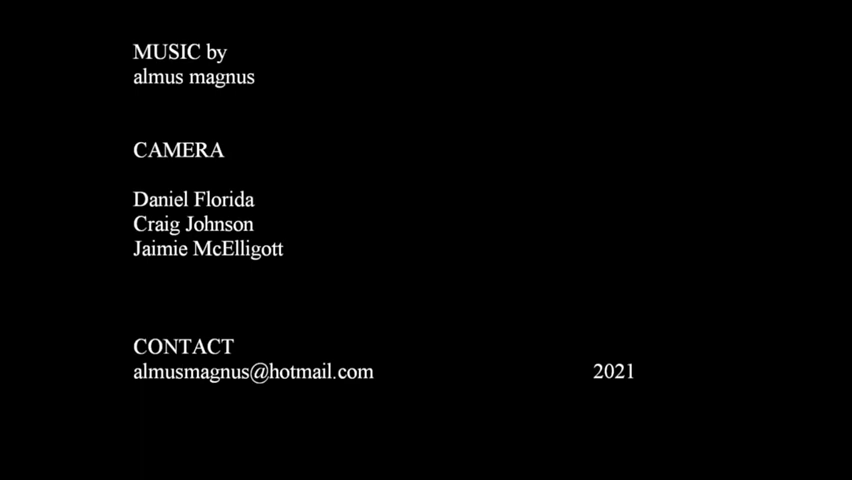 MUSIC by
almus magnus
CAMERA
Daniel Florida
Craig Johnson
Jaimie McElligott
CONTACT
almusmagnus@hotmail.com 2021